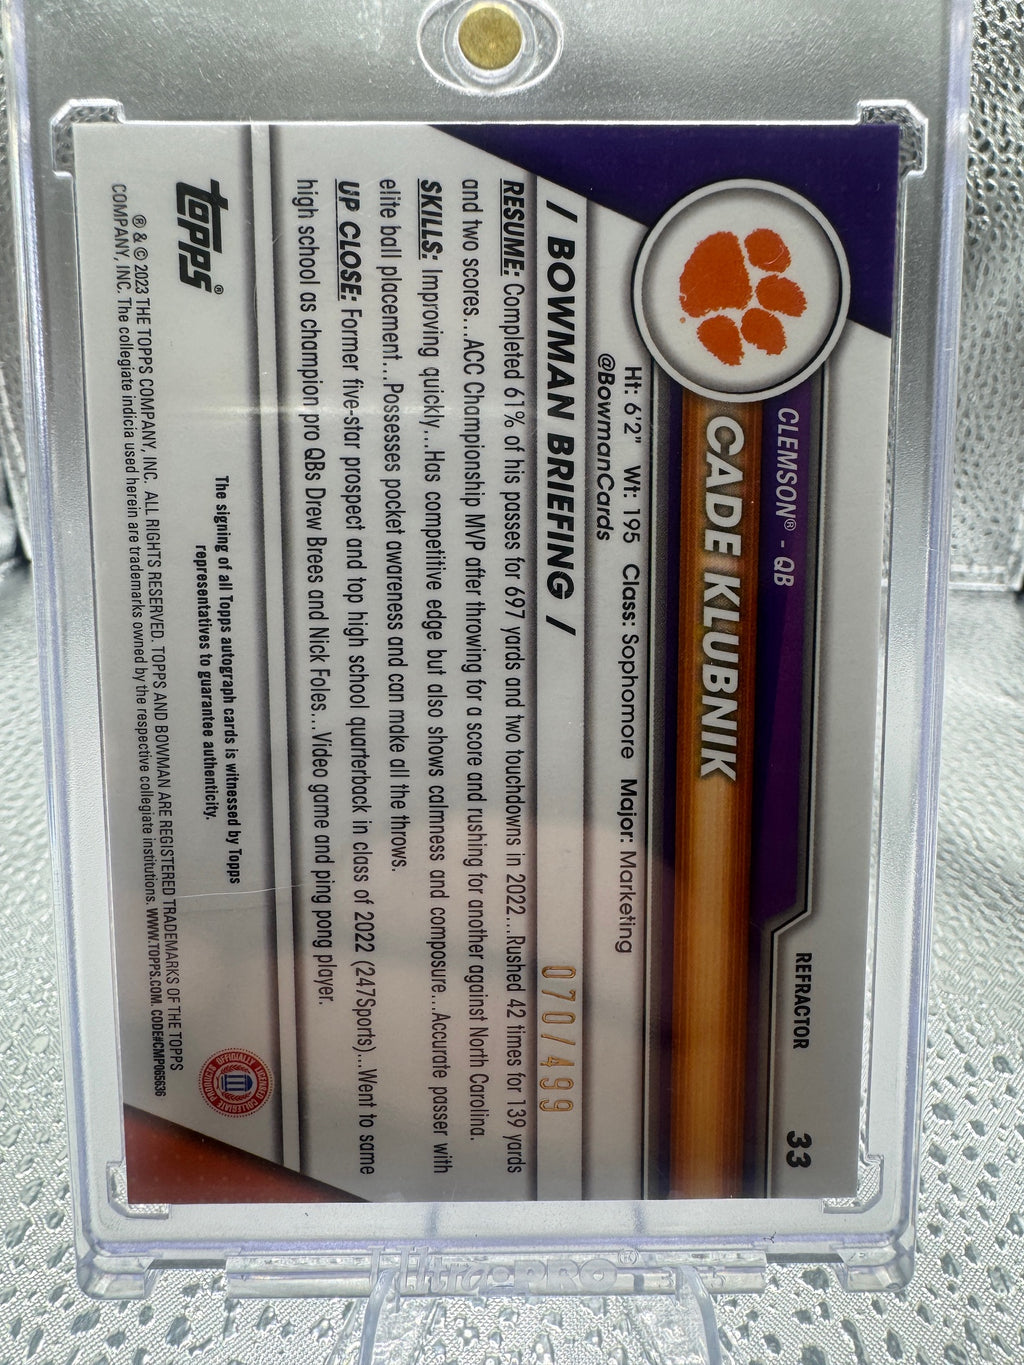 REFRACTOR 33
CLEMSON® - QB
CADE KLUBNIK
Ht: 6'2" Wt: 195 Class: Sophomore Major: Marketing
@BowmanCards
/ BOWMAN BRIEFING /
070/499
RESUME: Completed 61% of his passes for 697 yards and two touchdowns in 2022...Rushed 42 times for 139 yards
and two scores...ACC Championship MVP after throwing for a score and rushing for another against North Carolina.
SKILLS: Improving quickly...Has competitive edge but also shows calmness and composure...Accurate passer with
elite ball placement...Possesses pocket awareness and can make all the throws.
UP CLOSE: Former five-star prospect and top high school quarterback in class of 2022 (247Sports)...Went to same
high school as champion pro QBs Drew Brees and Nick Foles...Video game and ping pong player.
topps®
The signing of all Topps autograph cards is witnessed by Topps
representatives to guarantee authenticity.
OFFICIALLY LICENSED COLLEGIATE PRODUCTS
® & © 2023 THE TOPPS COMPANY, INC. ALL RIGHTS RESERVED. TOPPS AND BOWMAN ARE REGISTERED TRADEMARKS OF THE TOPPS
COMPANY, INC. The collegiate indicia used herein are trademarks owned by the respective collegiate institutions. WWW.TOPPS.COM. CODE#CMP065636
Ultra•PRO®